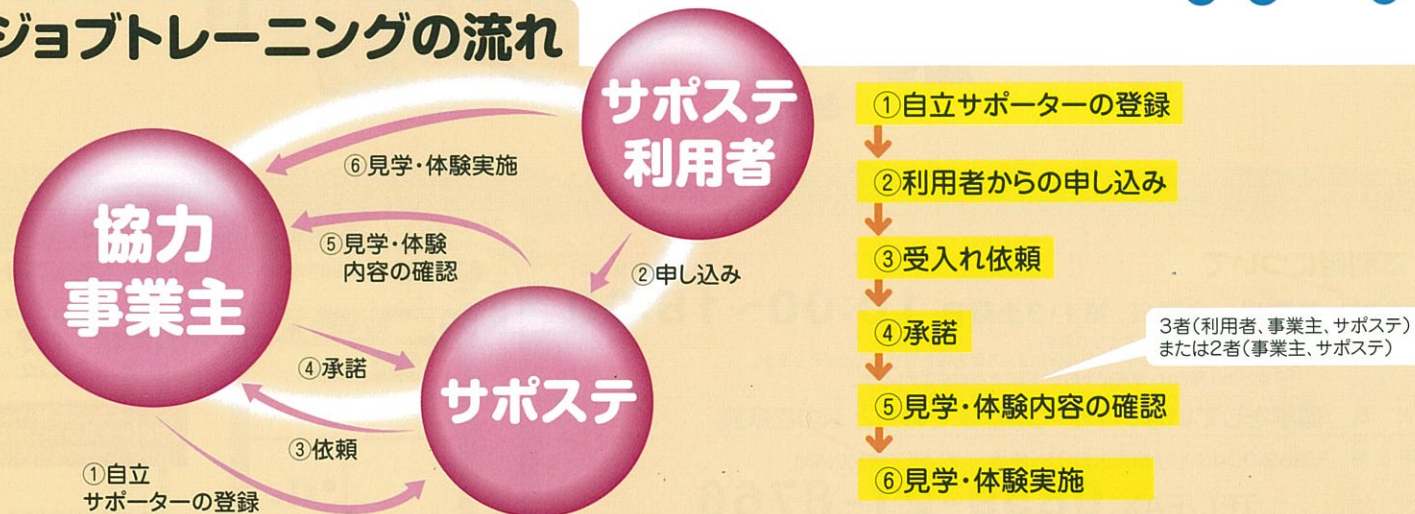 ジョブトレーニングの流れ
サポステ
利用者
協力
事業主
サポステ
⑥見学・体験実施
⑤見学・体験
内容の確認
②申し込み
④承諾
③依頼
①自立
サポーターの登録
①自立サポーターの登録
②利用者からの申し込み
③受入れ依頼
④承諾
3者(利用者、事業主、サポステ)
または2者(事業主、サポステ)
⑤見学・体験内容の確認
⑥見学・体験実施